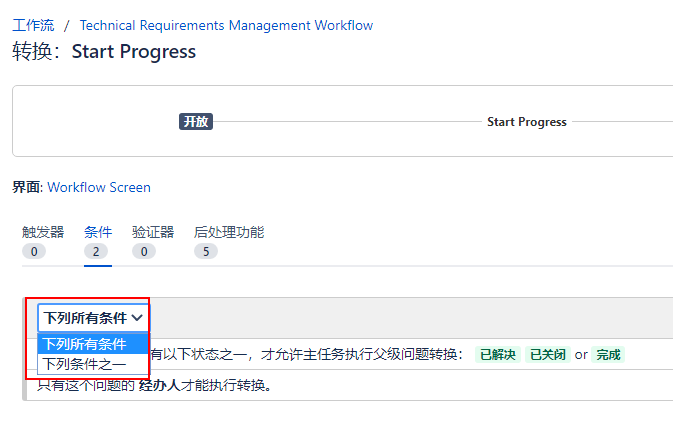 工作流 / Technical Requirements Management Workflow
转换：Start Progress
开放 Start Progress
界面: Workflow Screen
触发器 条件 验证器 后处理功能
0 2 0 5
下列所有条件
下列所有条件
有以下状态之一，才允许主任务执行父级问题转换： 已解决 已关闭 or 完成
下列条件之一
只有这个问题的 经办人才能执行转换。